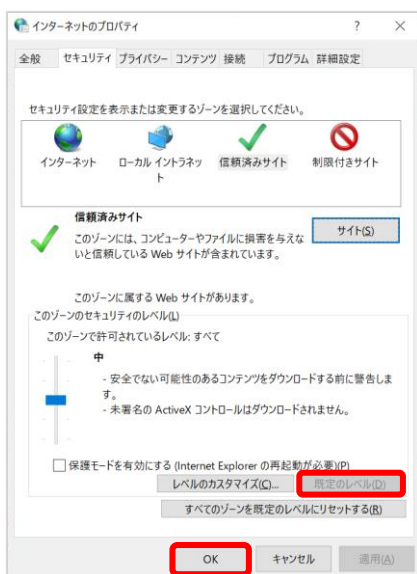 インターネットのプロパティ ? ×
全般 セキュリティ プライバシー コンテンツ 接続 プログラム 詳細設定
セキュリティ設定を表示または変更するゾーンを選択してください。
インターネット ローカル イントラネッ 信頼済みサイト 制限付きサイト
ト
信頼済みサイト
サイト(S)
このゾーンには、コンピューターやファイルに損害を与えな
いと信頼している Web サイトが含まれています。
このゾーンに属する Web サイトがあります。
このゾーンのセキュリティのレベル(L)
このゾーンで許可されているレベル: すべて
中
- 安全でない可能性のあるコンテンツをダウンロードする前に警告しま
す。
- 未署名の ActiveX コントロールはダウンロードされません。
保護モードを有効にする (Internet Explorer の再起動が必要)(P)
レベルのカスタマイズ(C)... 既定のレベル(D)
すべてのゾーンを既定のレベルにリセットする(R)
OK キャンセル 適用(A)